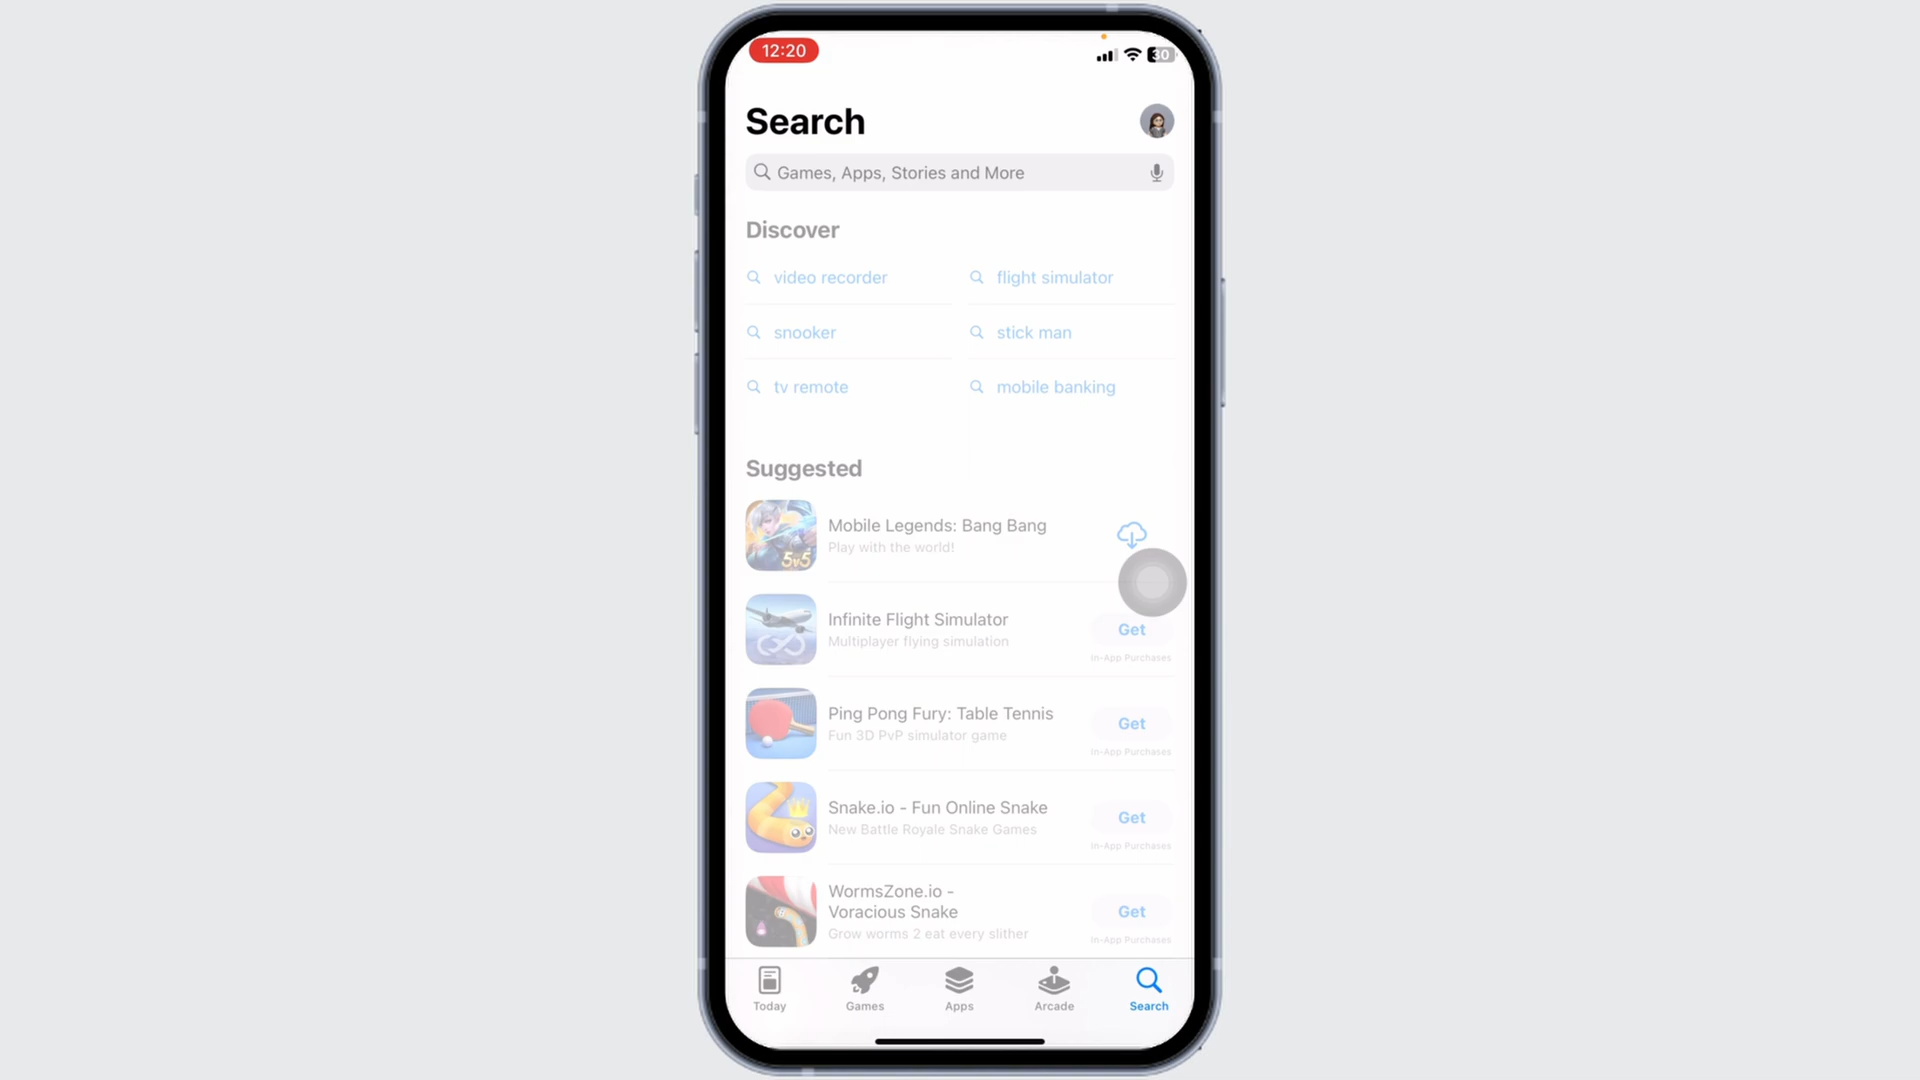 12:20
30
Search
Games, Apps, Stories and More
Discover
video recorder
flight simulator
snooker
stick man
tv remote
mobile banking
Suggested
Mobile Legends: Bang Bang
Play with the world!
5v5
Infinite Flight Simulator
Multiplayer flying simulation
Get
In-App Purchases
Ping Pong Fury: Table Tennis
Fun 3D PvP simulator game
Get
In-App Purchases
Snake.io - Fun Online Snake
New Battle Royale Snake Games
Get
In-App Purchases
WormsZone.io -
Voracious Snake
Grow worms 2 eat every slither
Get
In-App Purchases
Today
Games
Apps
Arcade
Search